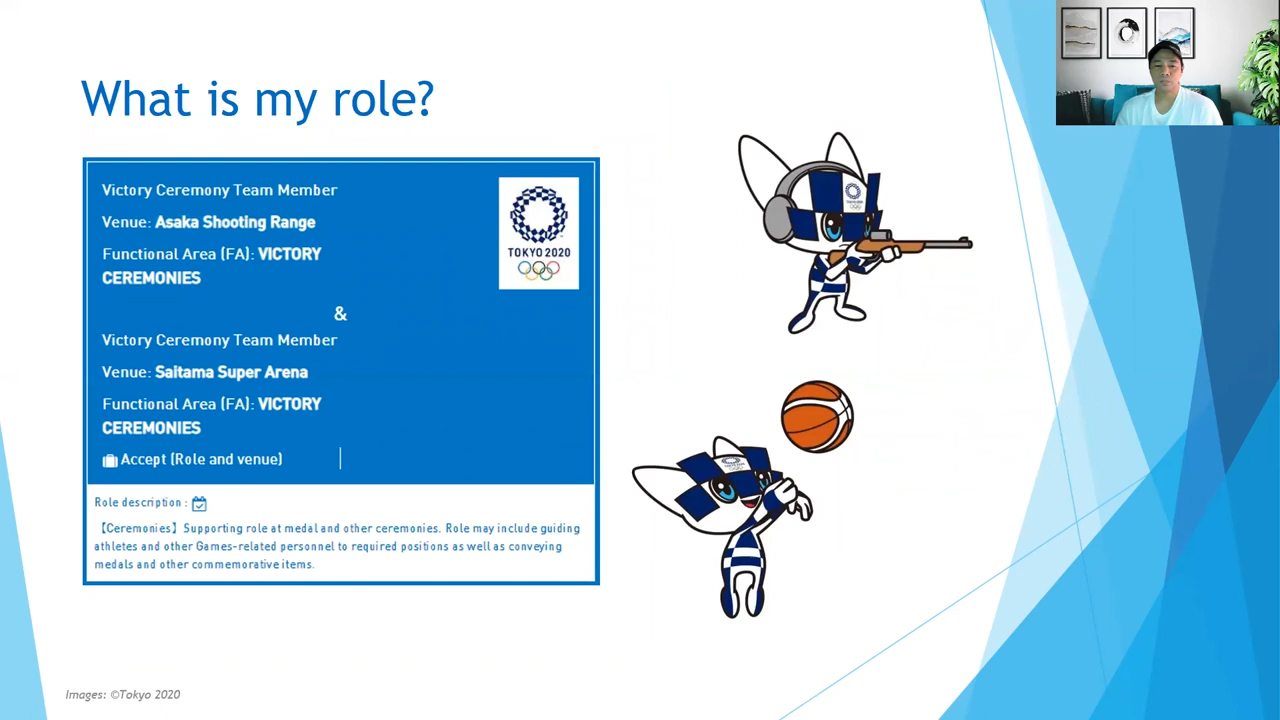 What is my role?
Victory Ceremony Team Member
Venue: Asaka Shooting Range
Functional Area (FA): VICTORY
CEREMONIES
TOKYO 2020
&
Victory Ceremony Team Member
Venue: Saitama Super Arena
Functional Area (FA): VICTORY
CEREMONIES
Accept (Role and venue)
Role description :
【Ceremonies】Supporting role at medal and other ceremonies. Role may include guiding
athletes and other Games-related personnel to required positions as well as conveying
medals and other commemorative items.
Images: ©Tokyo 2020